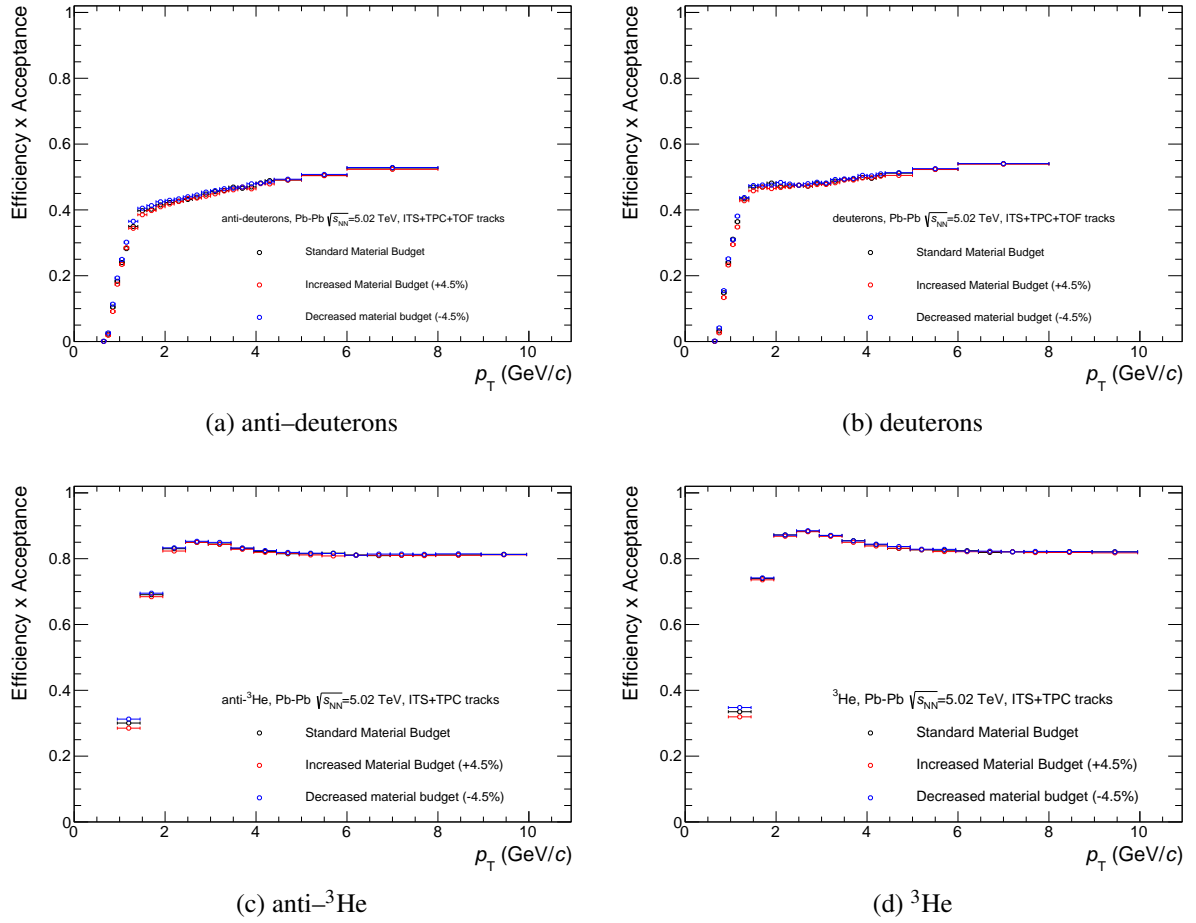 Efficiency x Acceptance
1
0.8
0.6
0.4
0.2
0
anti-deuterons, Pb-Pb √sNN=5.02 TeV, ITS+TPC+TOF tracks
Standard Material Budget
Increased Material Budget (+4.5%)
Decreased material budget (-4.5%)
0 2 4 6 8 10
pT (GeV/c)
(a) anti–deuterons
Efficiency x Acceptance
1
0.8
0.6
0.4
0.2
0
deuterons, Pb-Pb √sNN=5.02 TeV, ITS+TPC+TOF tracks
Standard Material Budget
Increased Material Budget (+4.5%)
Decreased material budget (-4.5%)
0 2 4 6 8 10
pT (GeV/c)
(b) deuterons
Efficiency x Acceptance
1
0.8
0.6
0.4
0.2
0
anti-³He, Pb-Pb √sNN=5.02 TeV, ITS+TPC tracks
Standard Material Budget
Increased Material Budget (+4.5%)
Decreased material budget (-4.5%)
0 2 4 6 8 10
pT (GeV/c)
(c) anti–³He
Efficiency x Acceptance
1
0.8
0.6
0.4
0.2
0
³He, Pb-Pb √sNN=5.02 TeV, ITS+TPC tracks
Standard Material Budget
Increased Material Budget (+4.5%)
Decreased material budget (-4.5%)
0 2 4 6 8 10
pT (GeV/c)
(d) ³He